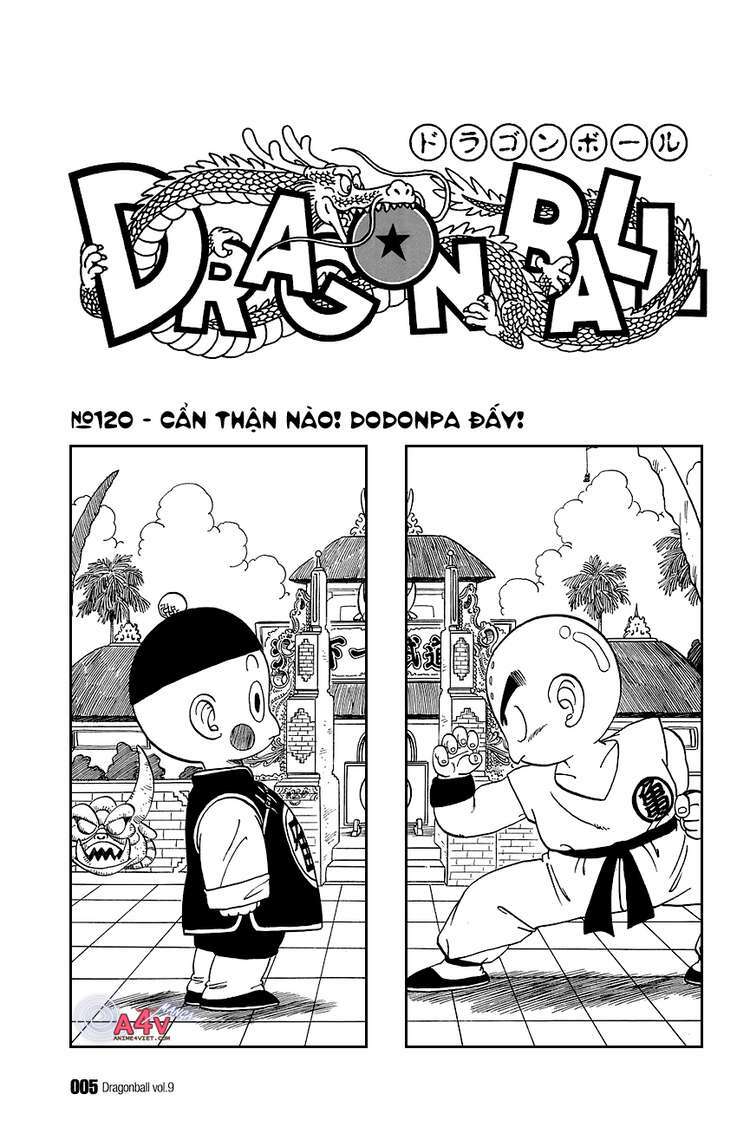 ドラゴンボール
DRAGON BALL
№120 - CẨN THẬN NÀO! DODONPA ĐẤY!
亀
A4V
ANIME4VIET.COM
005 Dragonball vol.9